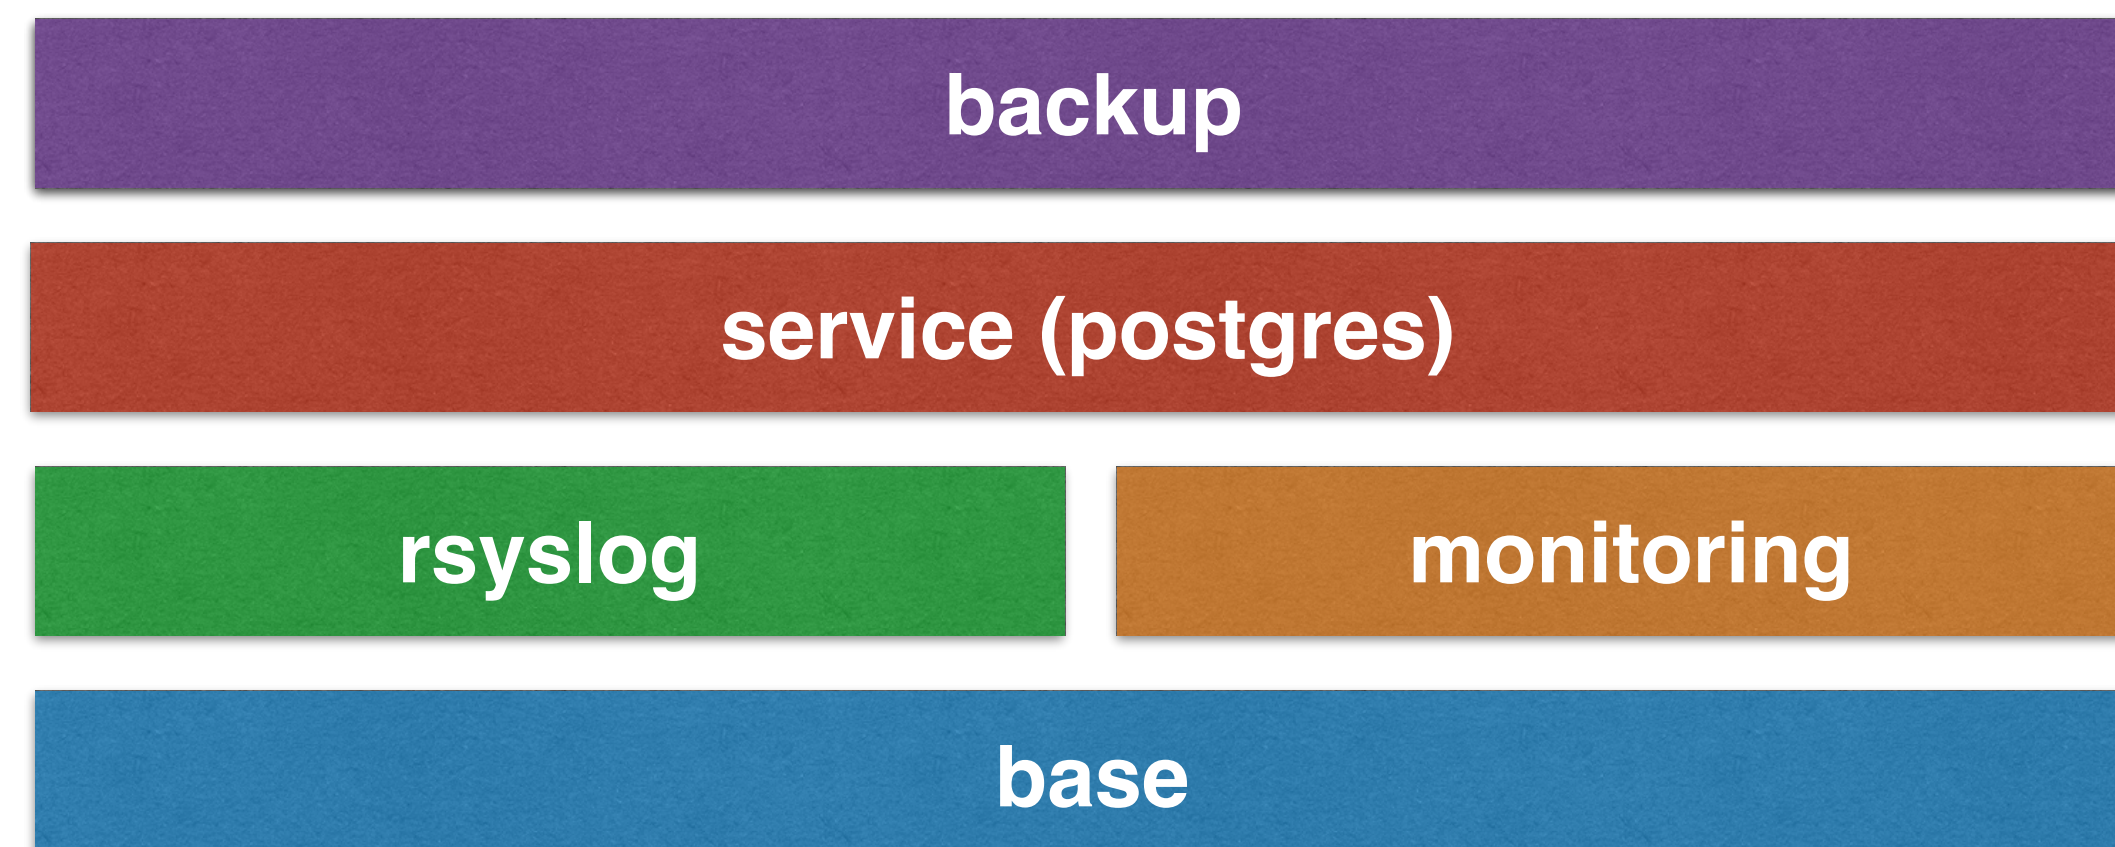 backup
service (postgres)
rsyslog
monitoring
base